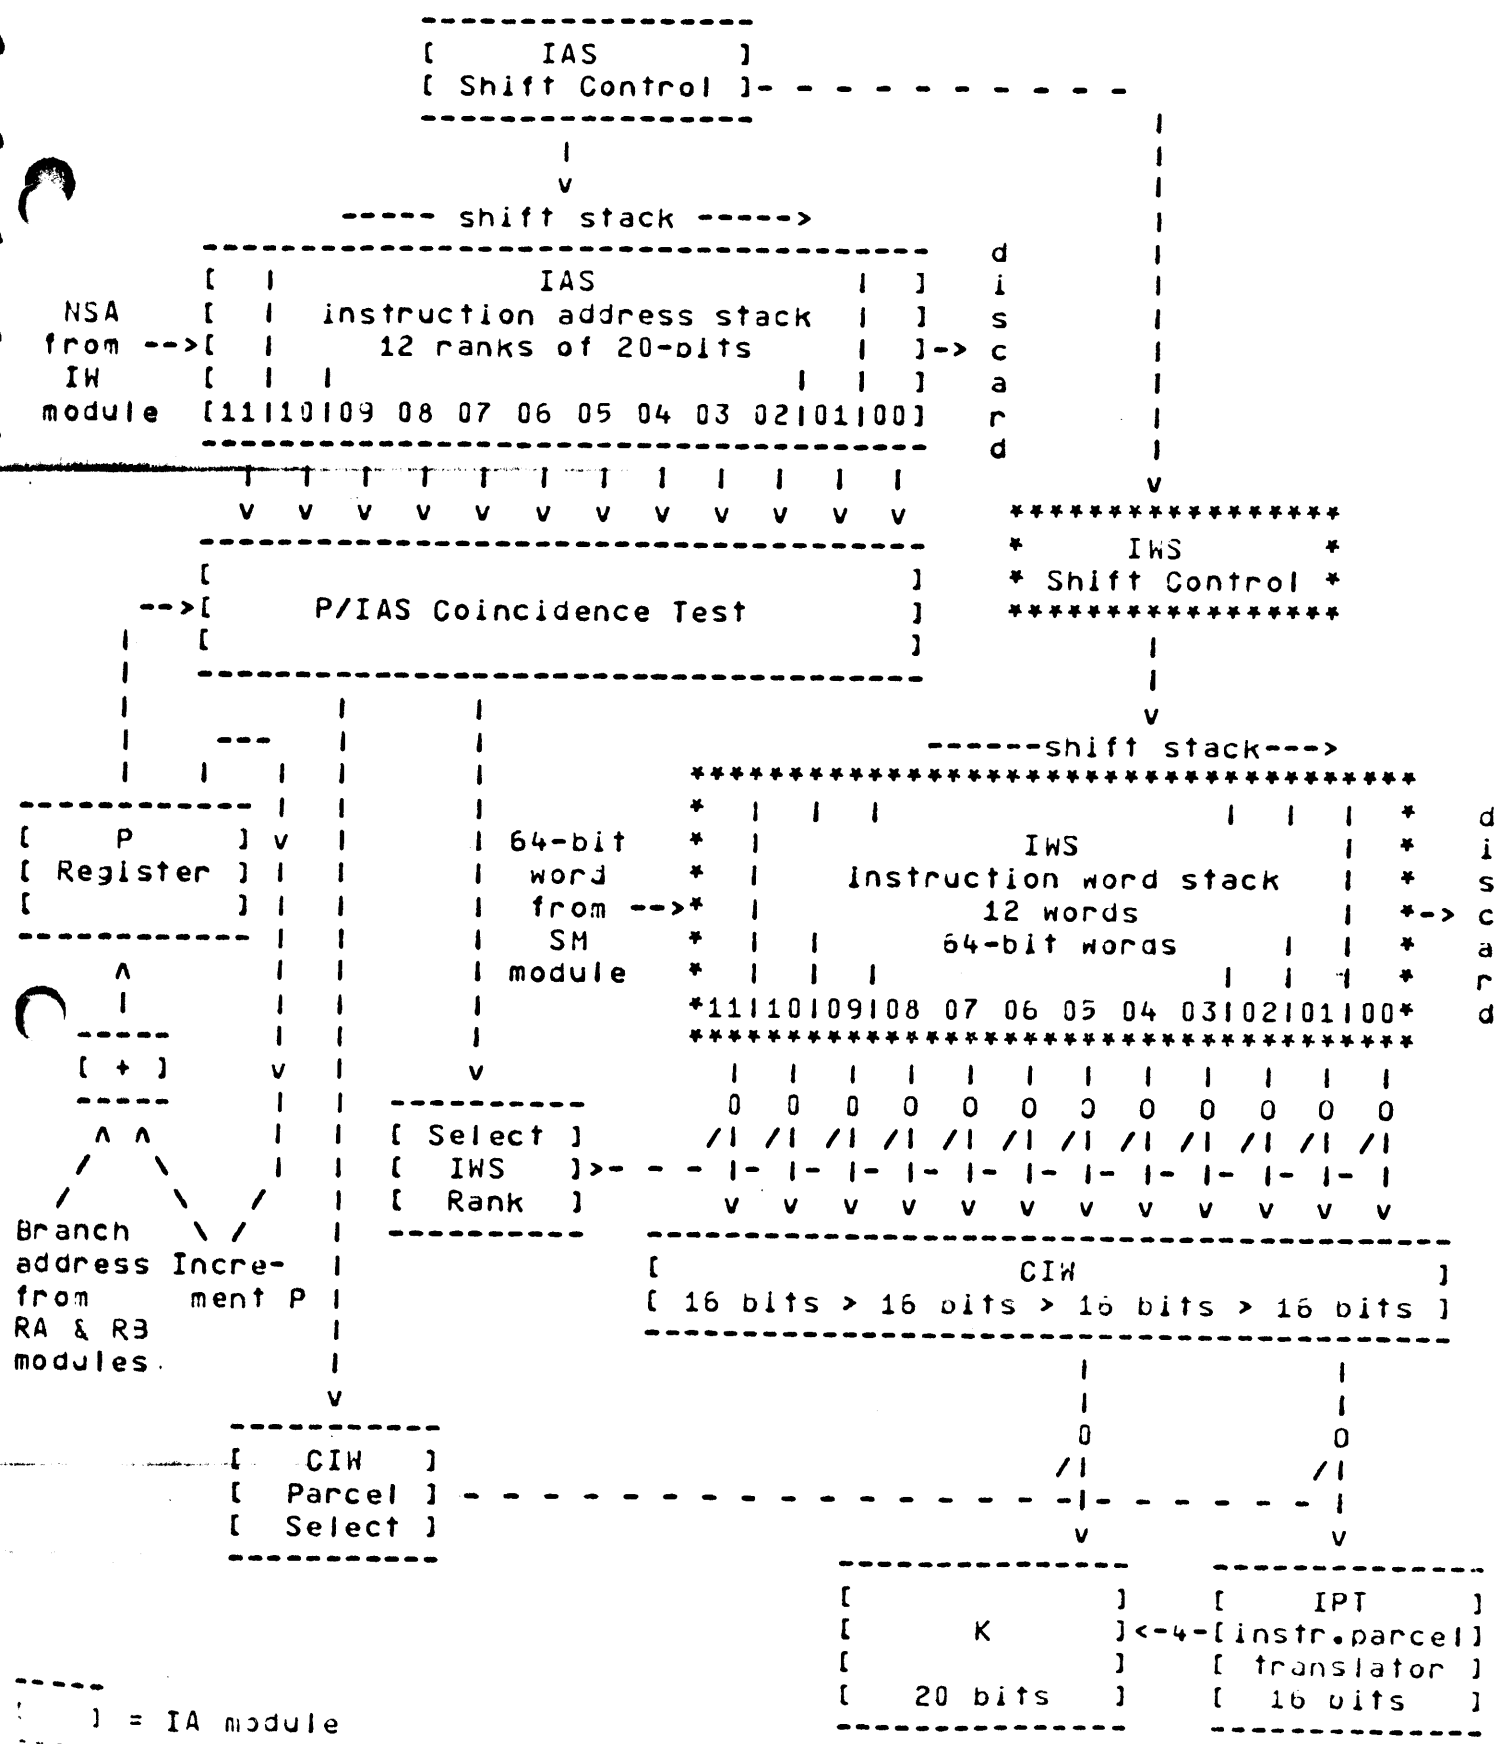 IAS
Shift Control
----- shift stack ----->
IAS
instruction address stack
12 ranks of 20-bits
NSA
from
IW
module
11|10|09 08 07 06 05 04 03 02|01|00
discard
IWS
Shift Control
P/IAS Coincidence Test
------shift stack--->
P
Register
64-bit
word
from
SM
module
IWS
instruction word stack
12 words
64-bit words
11|10|09|08 07 06 05 04 03|02|01|00
discard
[ + ]
Select
IWS
Rank
Branch
address
from
RA & RB
modules
Incre-
ment P
CIW
16 bits > 16 bits > 16 bits > 16 bits
CIW
Parcel
Select
K
20 bits
<-4-
IPT
instr.parcel
translator
16 bits
[ ] = IA module